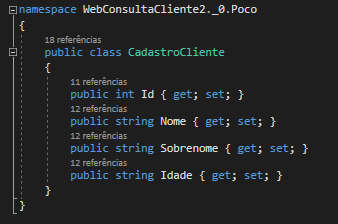 namespace WebConsultaCliente2._0.Poco
{
18 referências
public class CadastroCliente
{
11 referências
public int Id { get; set; }
12 referências
public string Nome { get; set; }
12 referências
public string Sobrenome { get; set; }
12 referências
public string Idade { get; set; }
}
}